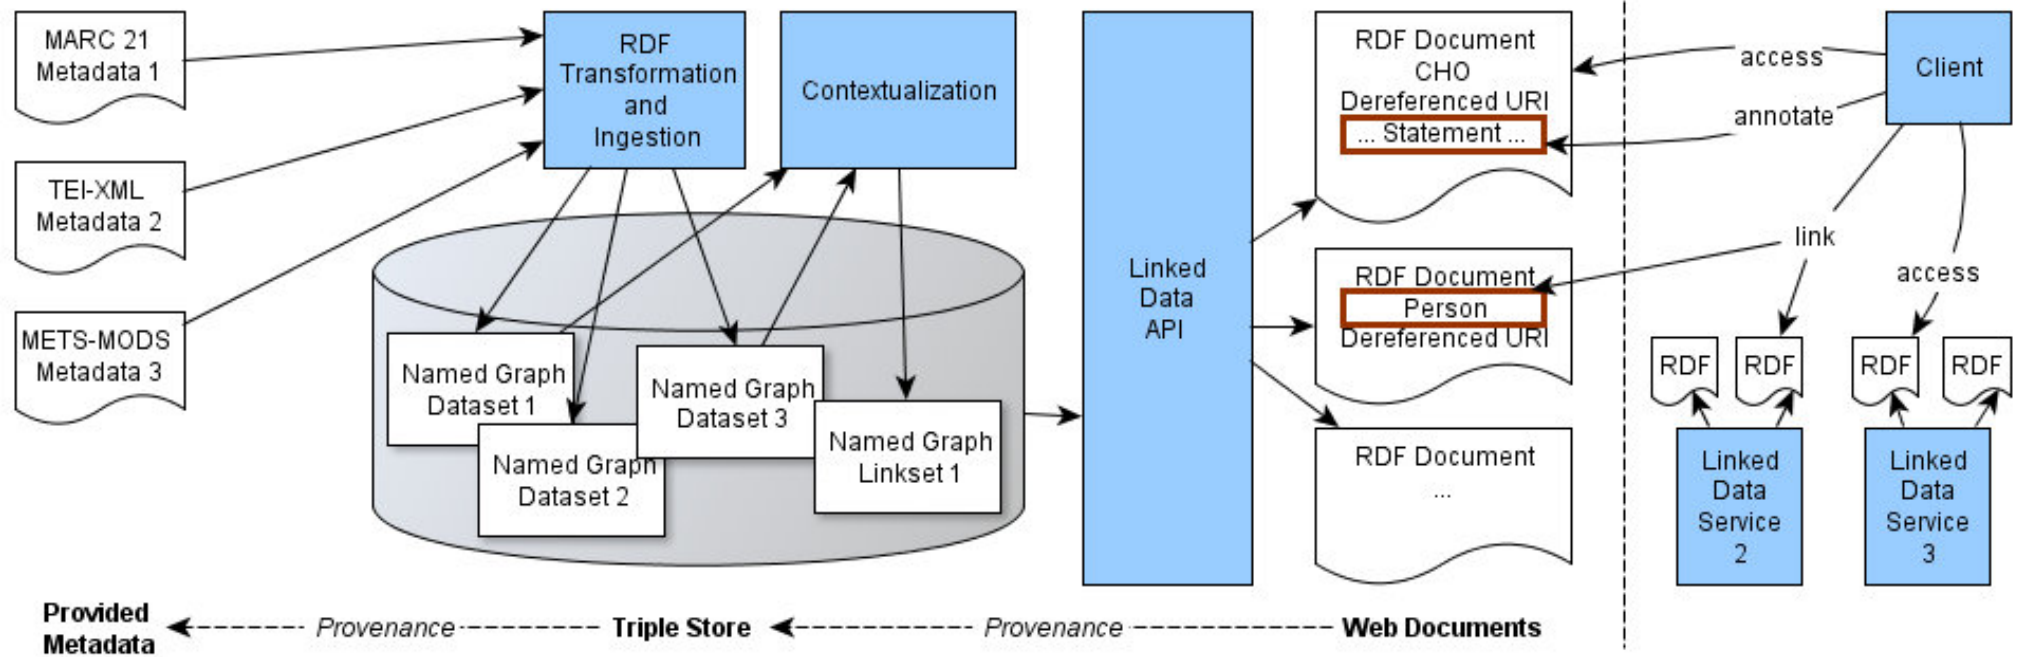 MARC 21
Metadata 1
TEI-XML
Metadata 2
METS-MODS
Metadata 3
RDF
Transformation
and
Ingestion
Contextualization
Named Graph
Dataset 1
Named Graph
Dataset 2
Named Graph
Dataset 3
Named Graph
Linkset 1
Linked
Data
API
RDF Document
CHO
Dereferenced URI
... Statement ...
RDF Document
Person
Dereferenced URI
RDF Document
...
access
annotate
link
access
Client
RDF
RDF
RDF
RDF
Linked
Data
Service
2
Linked
Data
Service
3
Provided
Metadata
Provenance
Triple Store
Provenance
Web Documents